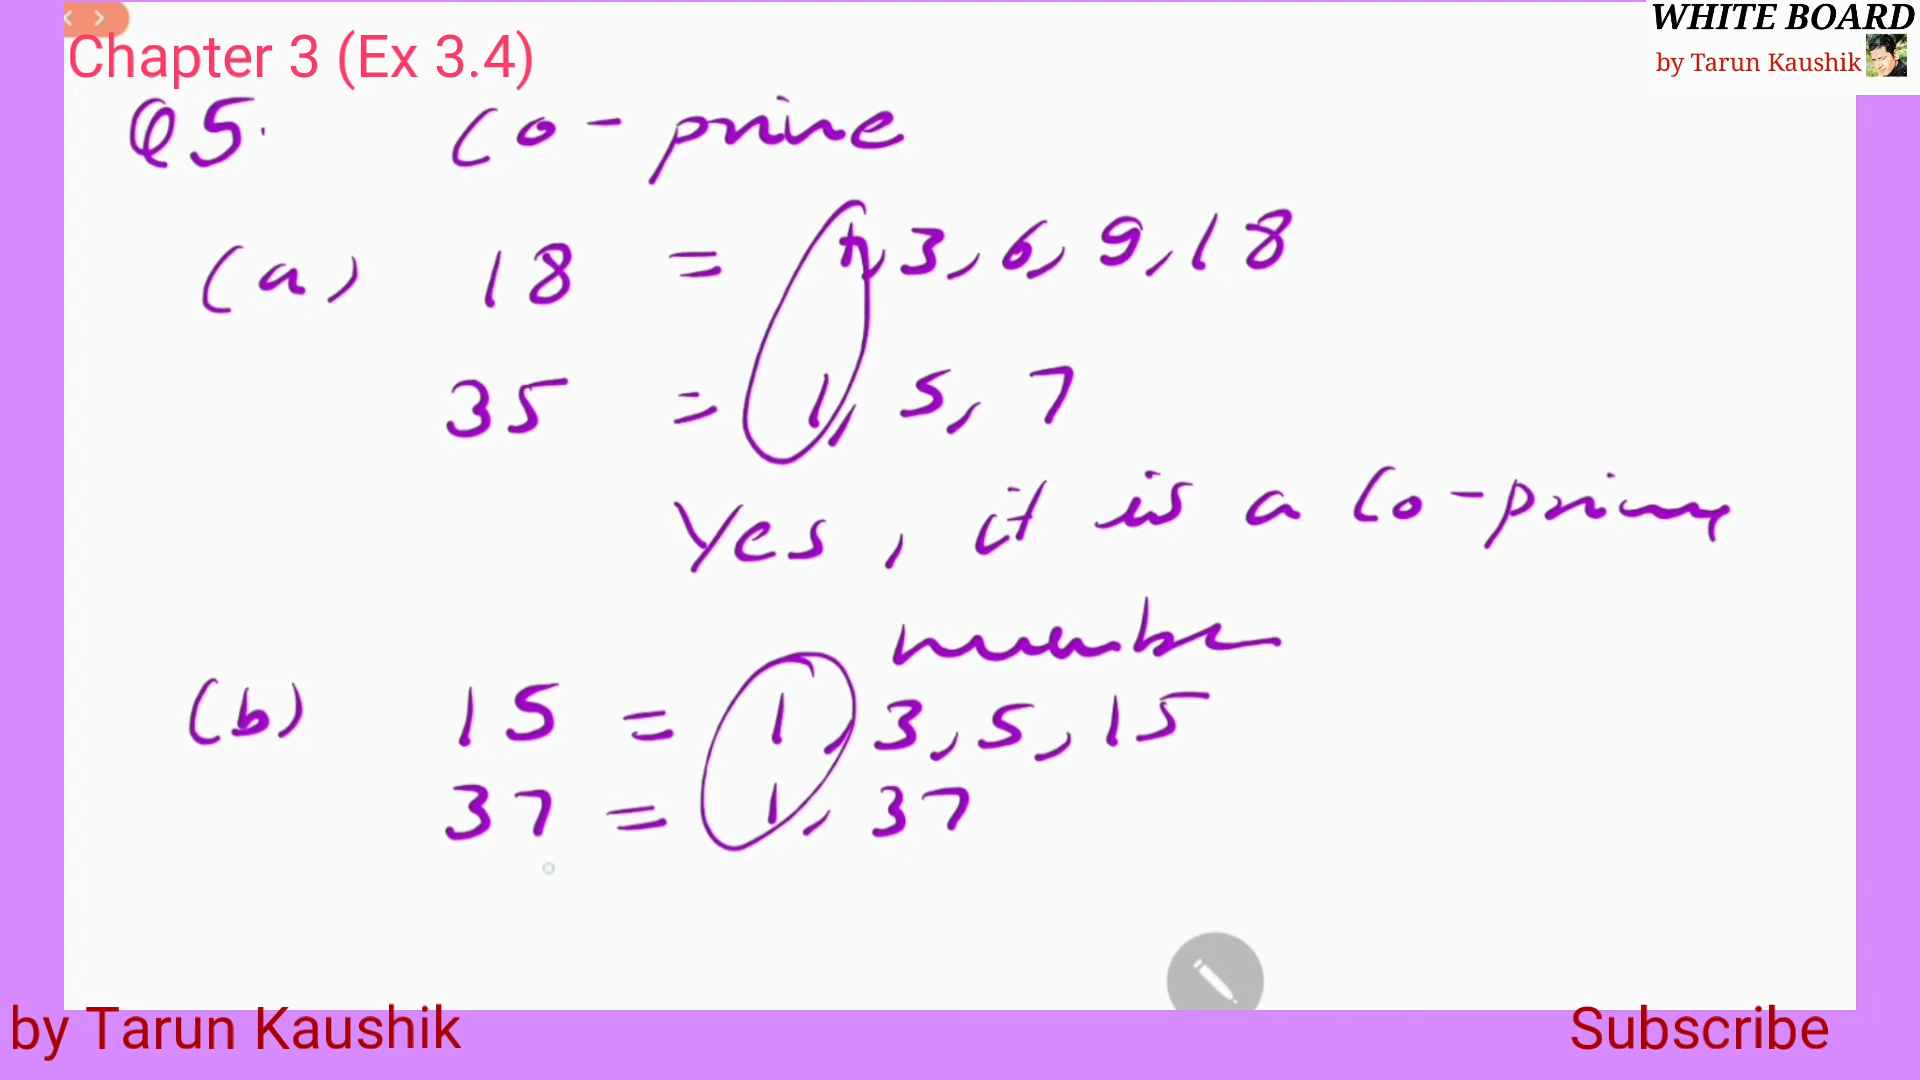 WHITE BOARD
by Tarun Kaushik
Chapter 3 (Ex 3.4)
Q5. Co-prime
(a) 18 = 1, 3, 6, 9, 18
35 = 1, 5, 7
Yes, it is a Co-prime
number
(b) 15 = 1, 3, 5, 15
37 = 1, 37
by Tarun Kaushik
Subscribe